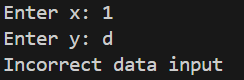 Enter x: 1
Enter y: d
Incorrect data input